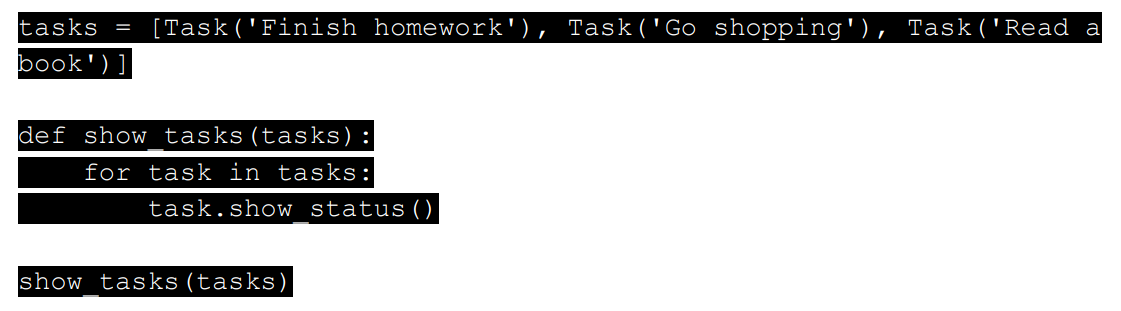 tasks = [Task('Finish homework'), Task('Go shopping'), Task('Read a
book')]
def show_tasks(tasks):
    for task in tasks:
        task.show_status()
show_tasks(tasks)